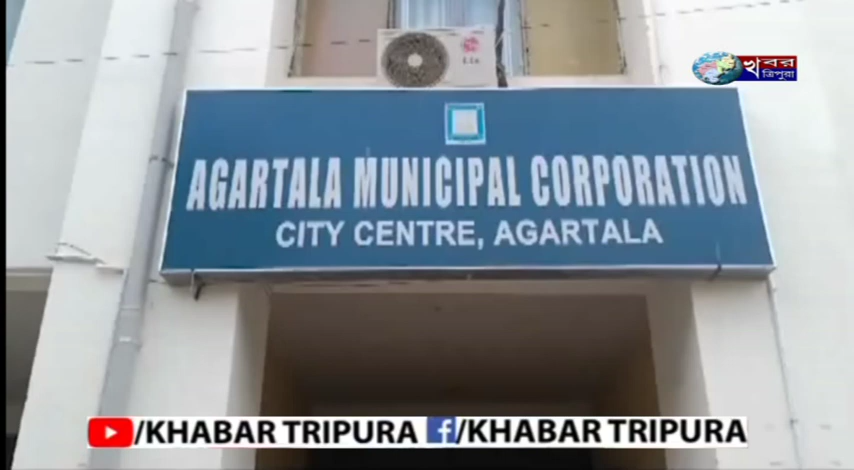 খবর
ত্রিপুরা
AGARTALA MUNICIPAL CORPORATION
CITY CENTRE, AGARTALA
/KHABAR TRIPURA /KHABAR TRIPURA